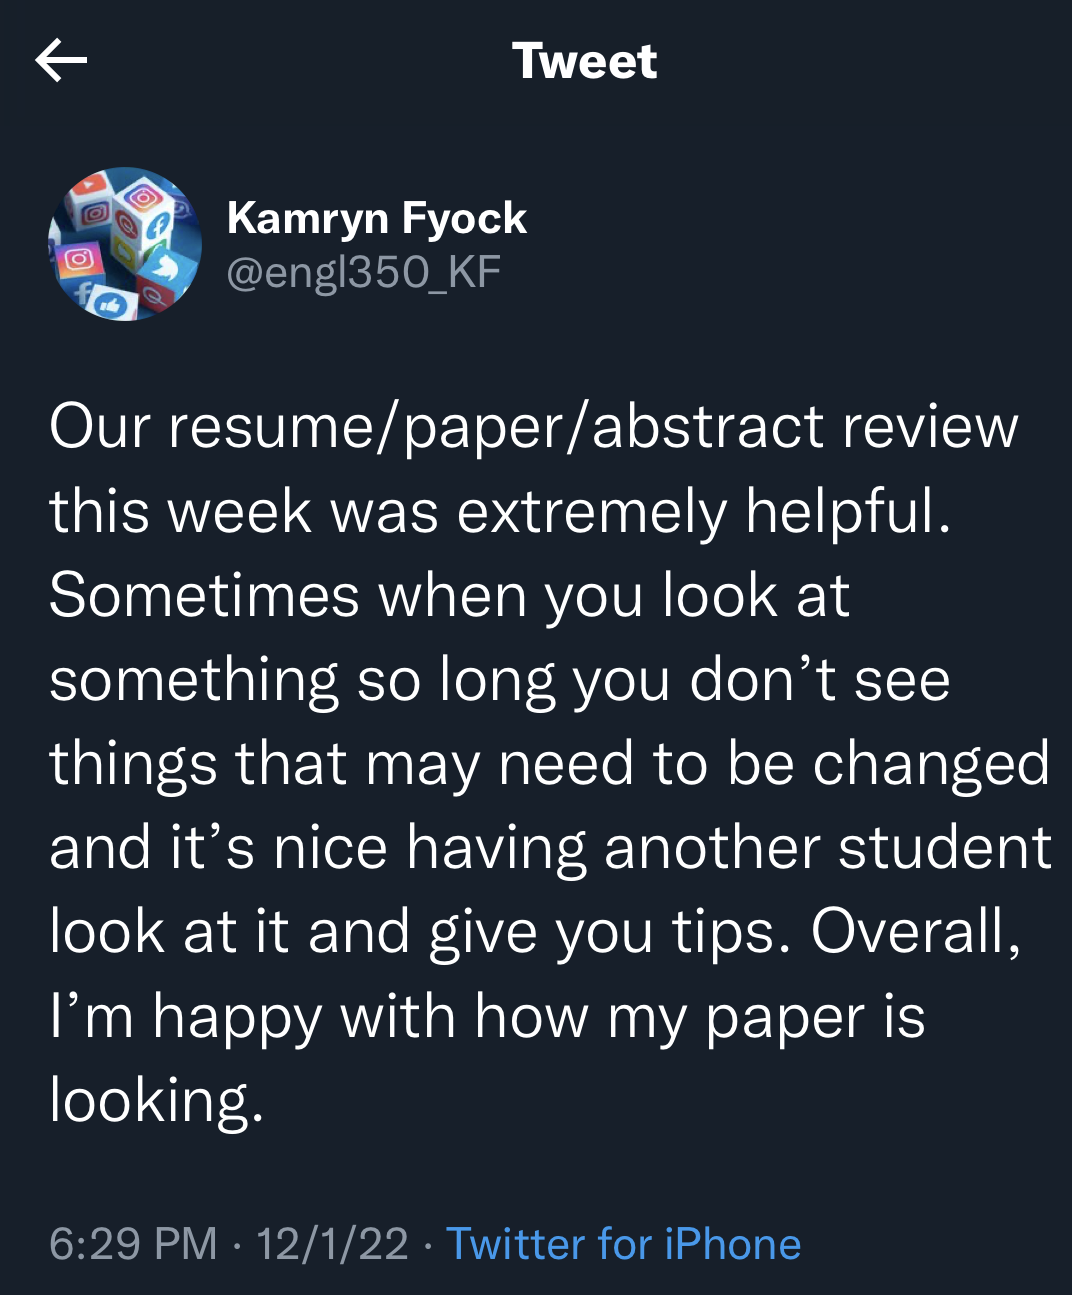 Tweet
Kamryn Fyock
@engl350_KF
Our resume/paper/abstract review
this week was extremely helpful.
Sometimes when you look at
something so long you don’t see
things that may need to be changed
and it’s nice having another student
look at it and give you tips. Overall,
I’m happy with how my paper is
looking.
6:29 PM · 12/1/22 · Twitter for iPhone